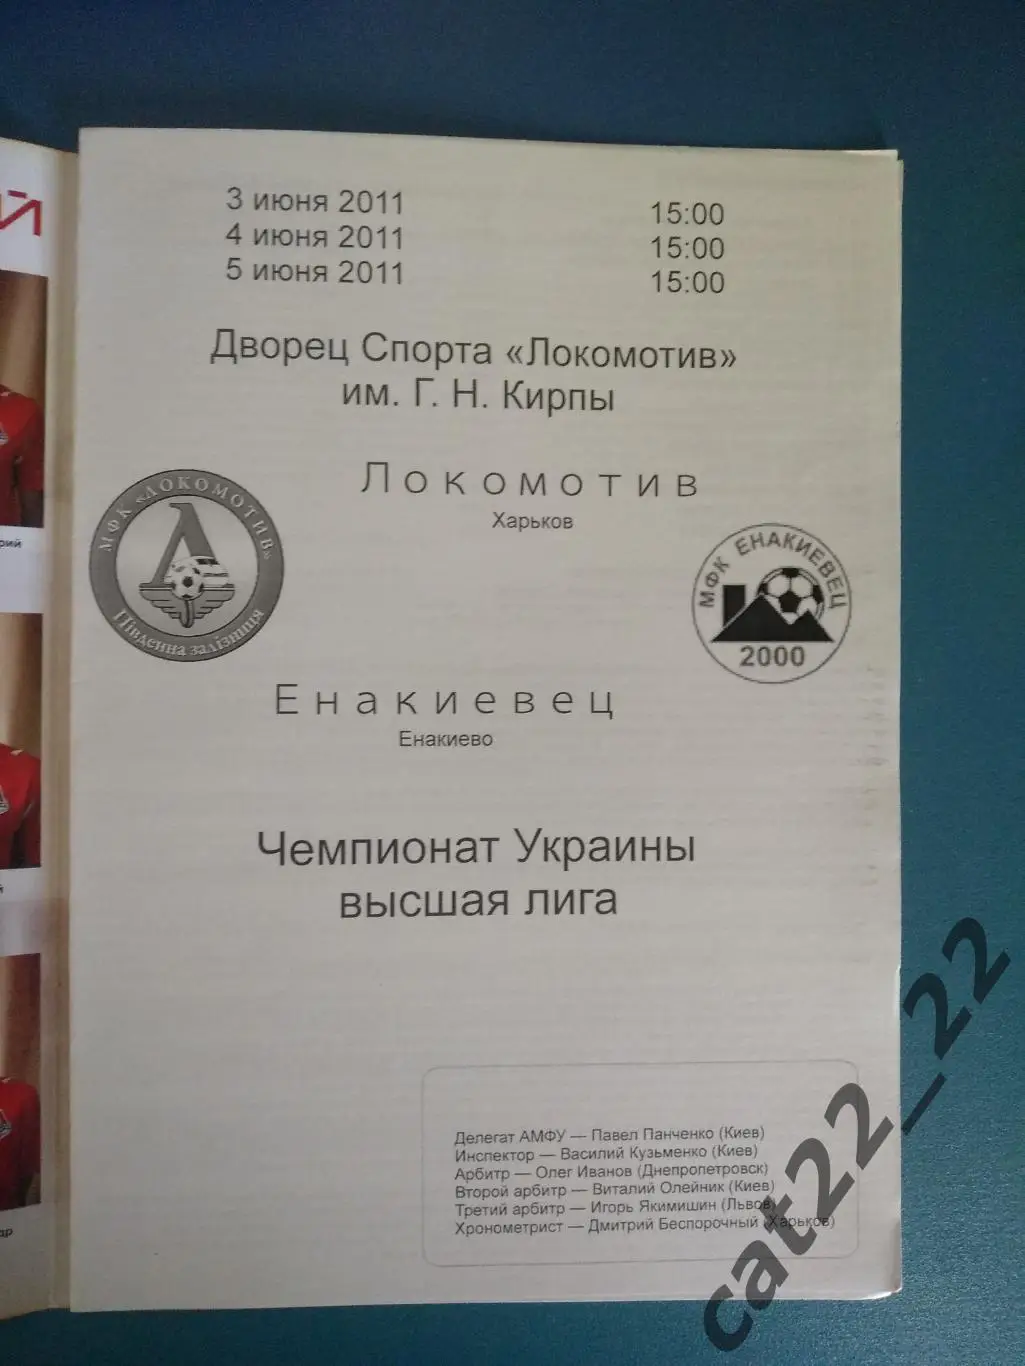 3 июня 2011 15:00
4 июня 2011 15:00
5 июня 2011 15:00
Дворец Спорта «Локомотив»
им. Г. Н. Кирпы
Локомотив
Харьков
МФК «ЛОКОМОТИВ»
Південна залізниця
МФК ЕНАКИЕВЕЦ
2000
Енакиевец
Енакиево
Чемпионат Украины
высшая лига
Делегат АМФУ — Павел Панченко (Киев)
Инспектор — Василий Кузьменко (Киев)
Арбитр — Олег Иванов (Днепропетровск)
Второй арбитр — Виталий Олейник (Киев)
Третий арбитр — Игорь Якимишин (Львов)
Хронометрист — Дмитрий Беспорочный (Харьков)
cat22_22